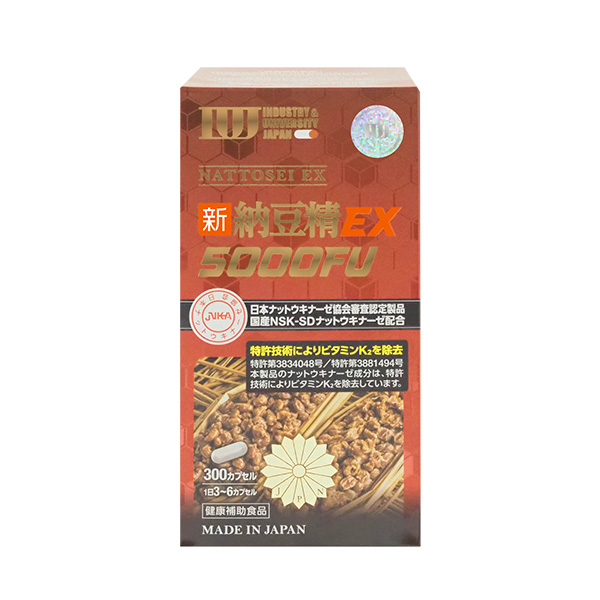 IUJ
INDUSTRY &
UNIVERSITY
JAPAN
IUJ
NATTOSEI EX
新納豆精EX
5000FU
JNKA
日本ナットウキナーゼ協会審査認定製品
国産NSK-SDナットウキナーゼ配合
特許技術によりビタミンK₂を除去
特許第3834048号/特許第3881494号
本製品のナットウキナーゼ成分は、特許
技術によりビタミンK₂を除去しています。
300カプセル
1日3~6カプセル
健康補助食品
MADE IN JAPAN